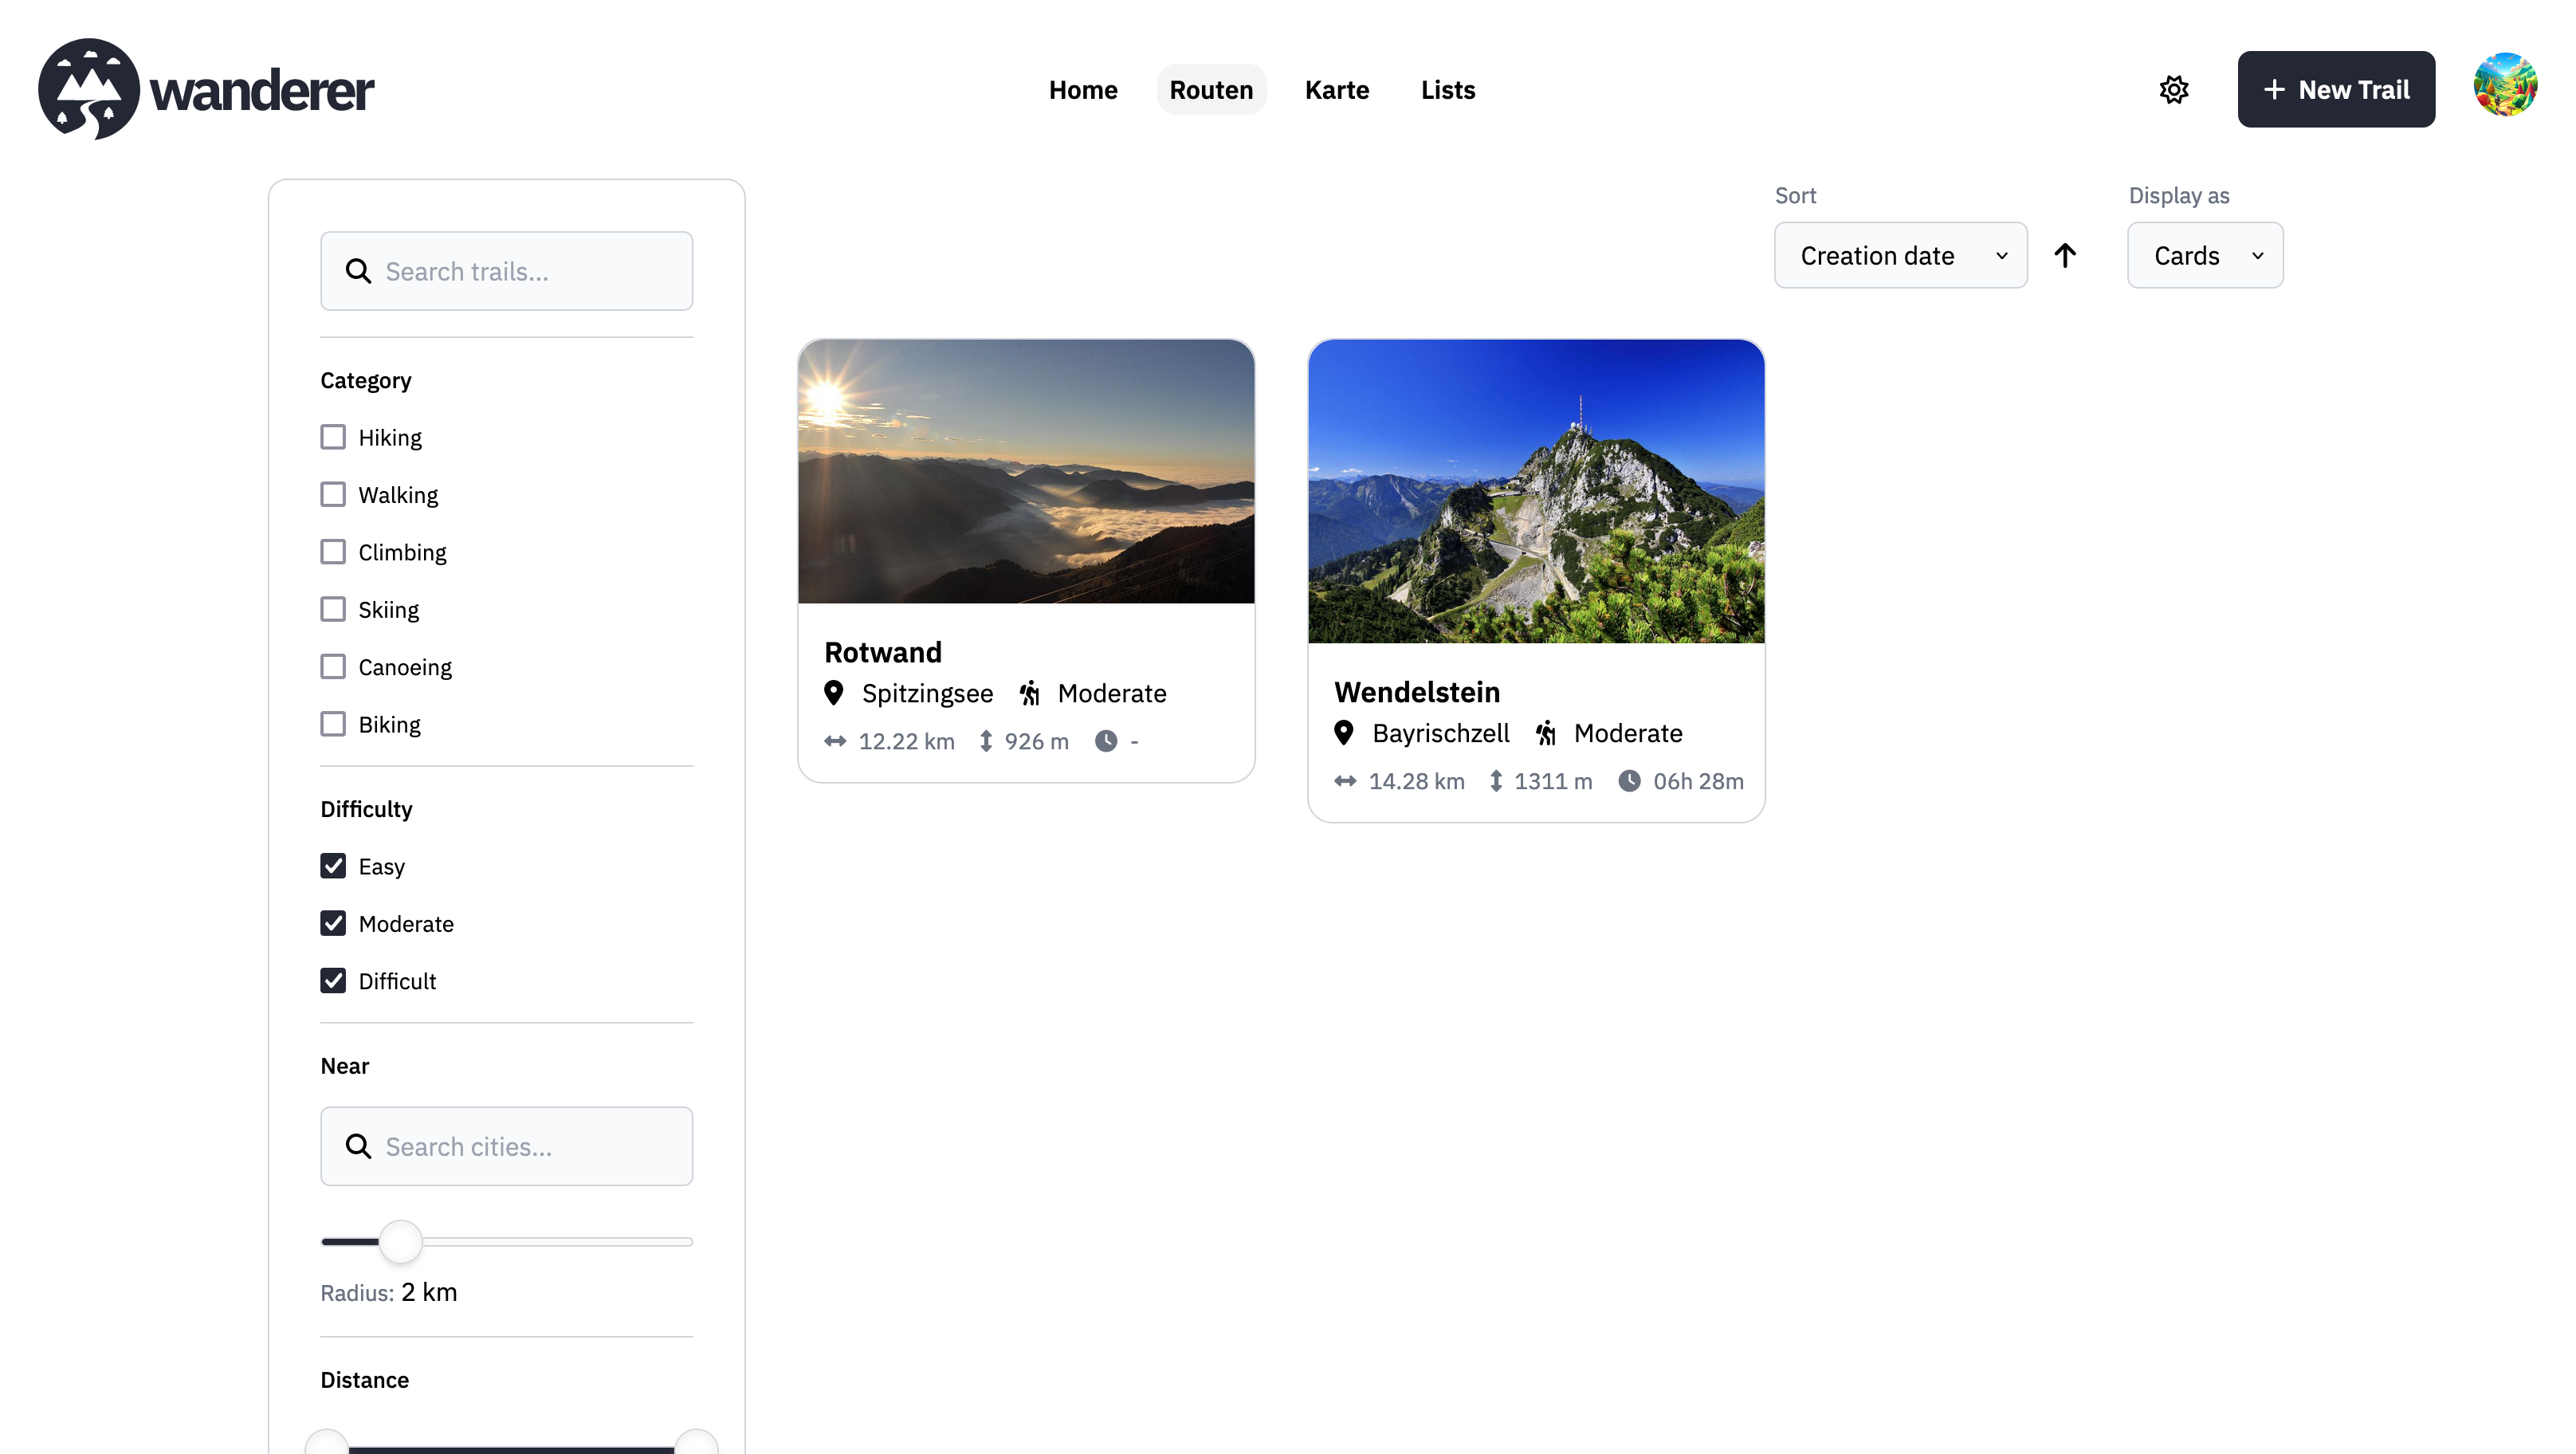 wanderer
Home Routen Karte Lists
New Trail
Search trails...
Category
Hiking
Walking
Climbing
Skiing
Canoeing
Biking
Difficulty
Easy
Moderate
Difficult
Near
Search cities...
Radius: 2 km
Distance
Sort
Creation date
Display as
Cards
Rotwand
Spitzingsee Moderate
12.22 km 926 m -
Wendelstein
Bayrischzell Moderate
14.28 km 1311 m 06h 28m